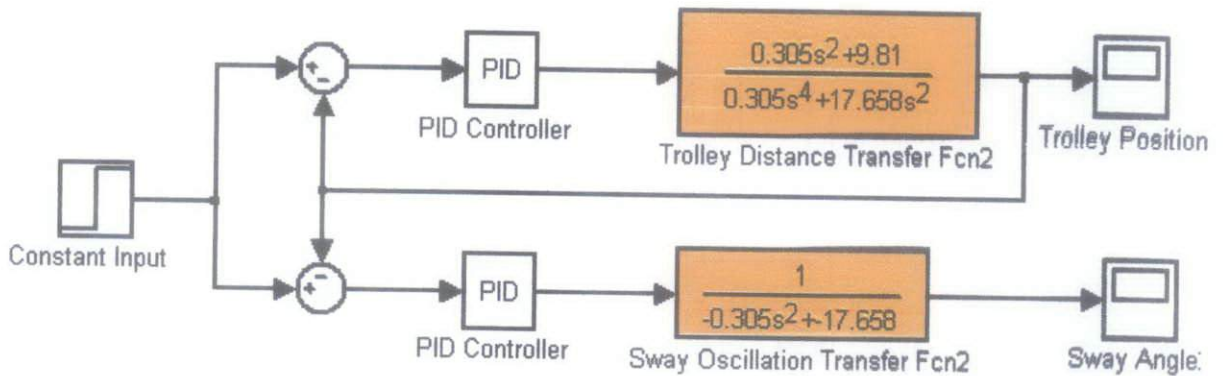 +
-
PID
PID Controller
0.305s²+9.81
0.305s⁴+17.658s²
Trolley Distance Transfer Fcn2
Trolley Position
Constant Input
-
+
PID
PID Controller
1
-0.305s²+-17.658
Sway Oscillation Transfer Fcn2
Sway Angle: